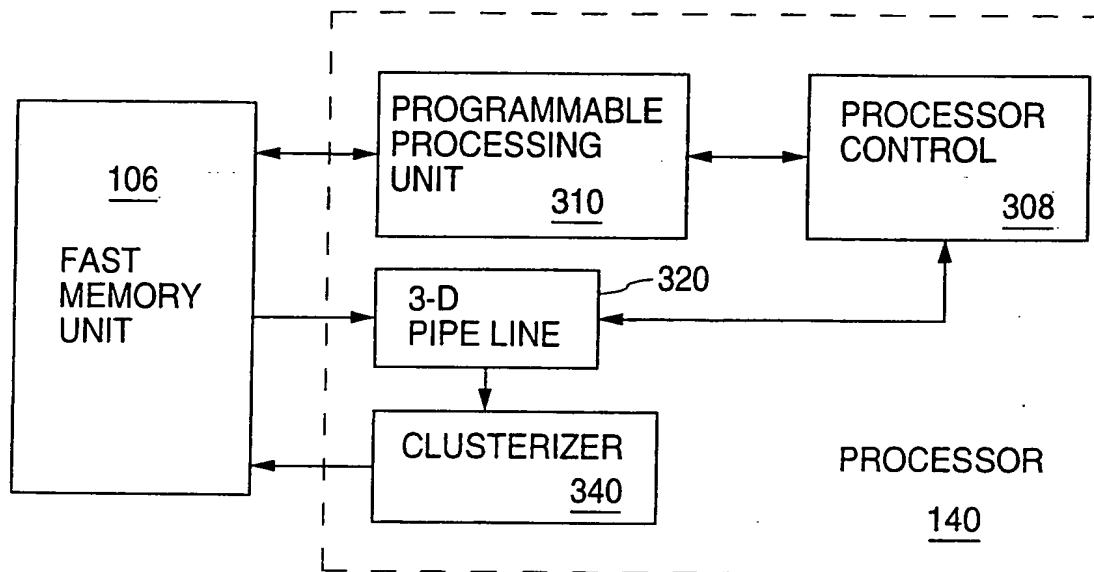 106
FAST
MEMORY
UNIT
PROGRAMMABLE
PROCESSING
UNIT
310
PROCESSOR
CONTROL
308
3-D
PIPE LINE
320
CLUSTERIZER
340
PROCESSOR
140